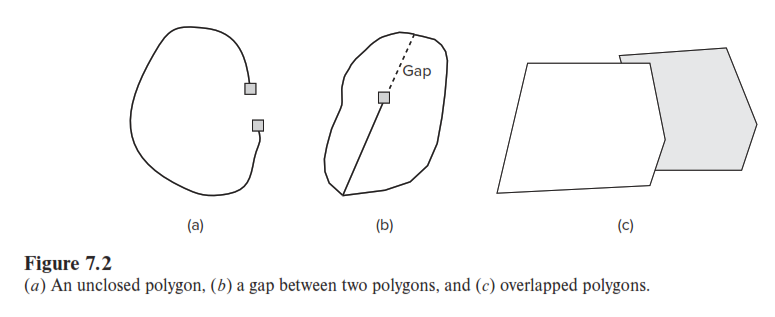 Gap
(a)
(b)
(c)
Figure 7.2
(a) An unclosed polygon, (b) a gap between two polygons, and (c) overlapped polygons.